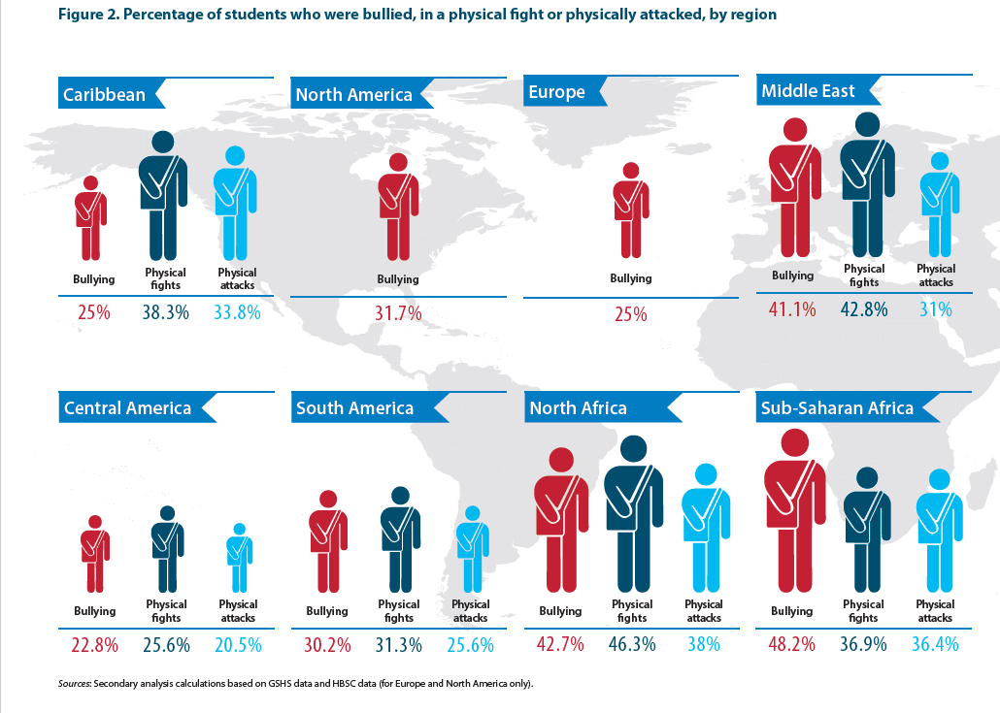 Figure 2. Percentage of students who were bullied, in a physical fight or physically attacked, by region
Caribbean
Bullying
Physical
fights
Physical
attacks
25%
38.3%
33.8%
North America
Bullying
31.7%
Europe
Bullying
25%
Middle East
Bullying
Physical
fights
Physical
attacks
41.1%
42.8%
31%
Central America
Bullying
Physical
fights
Physical
attacks
22.8%
25.6%
20.5%
South America
Bullying
Physical
fights
Physical
attacks
30.2%
31.3%
25.6%
North Africa
Bullying
Physical
fights
Physical
attacks
42.7%
46.3%
38%
Sub-Saharan Africa
Bullying
Physical
fights
Physical
attacks
48.2%
36.9%
36.4%
Sources: Secondary analysis calculations based on GSHS data and HBSC data (for Europe and North America only).